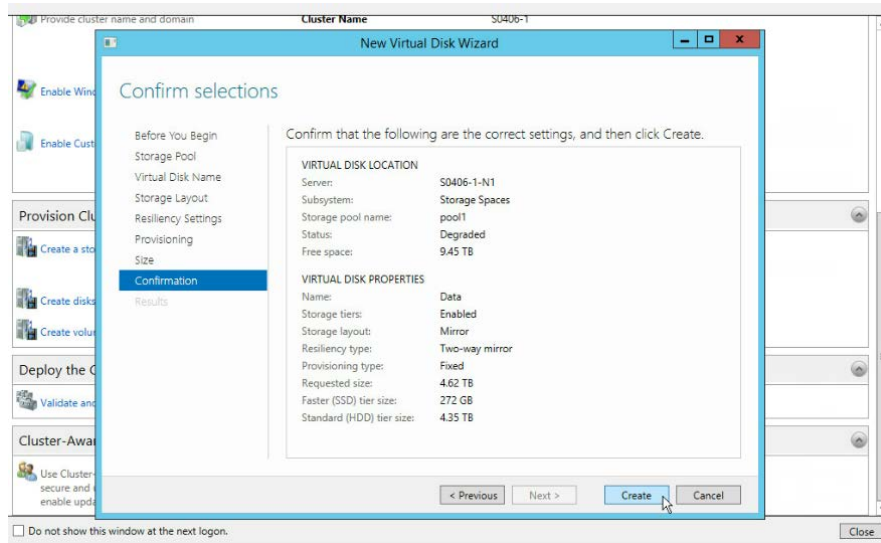 Provide cluster name and domain
Cluster Name S0406-1
New Virtual Disk Wizard
Enable Wind
Enable Cust
Provision Clu
Create a sto
Create disks
Create volu
Deploy the C
Validate and
Cluster-Awar
Use Cluster-
secure and
enable upda
Confirm selections
Before You Begin
Storage Pool
Virtual Disk Name
Storage Layout
Resiliency Settings
Provisioning
Size
Confirmation
Results
Confirm that the following are the correct settings, and then click Create.
VIRTUAL DISK LOCATION
Server: S0406-1-N1
Subsystem: Storage Spaces
Storage pool name: pool1
Status: Degraded
Free space: 9.45 TB
VIRTUAL DISK PROPERTIES
Name: Data
Storage tiers: Enabled
Storage layout: Mirror
Resiliency type: Two-way mirror
Provisioning type: Fixed
Requested size: 4.62 TB
Faster (SSD) tier size: 272 GB
Standard (HDD) tier size: 4.35 TB
< Previous Next > Create Cancel
Do not show this window at the next logon.
Close